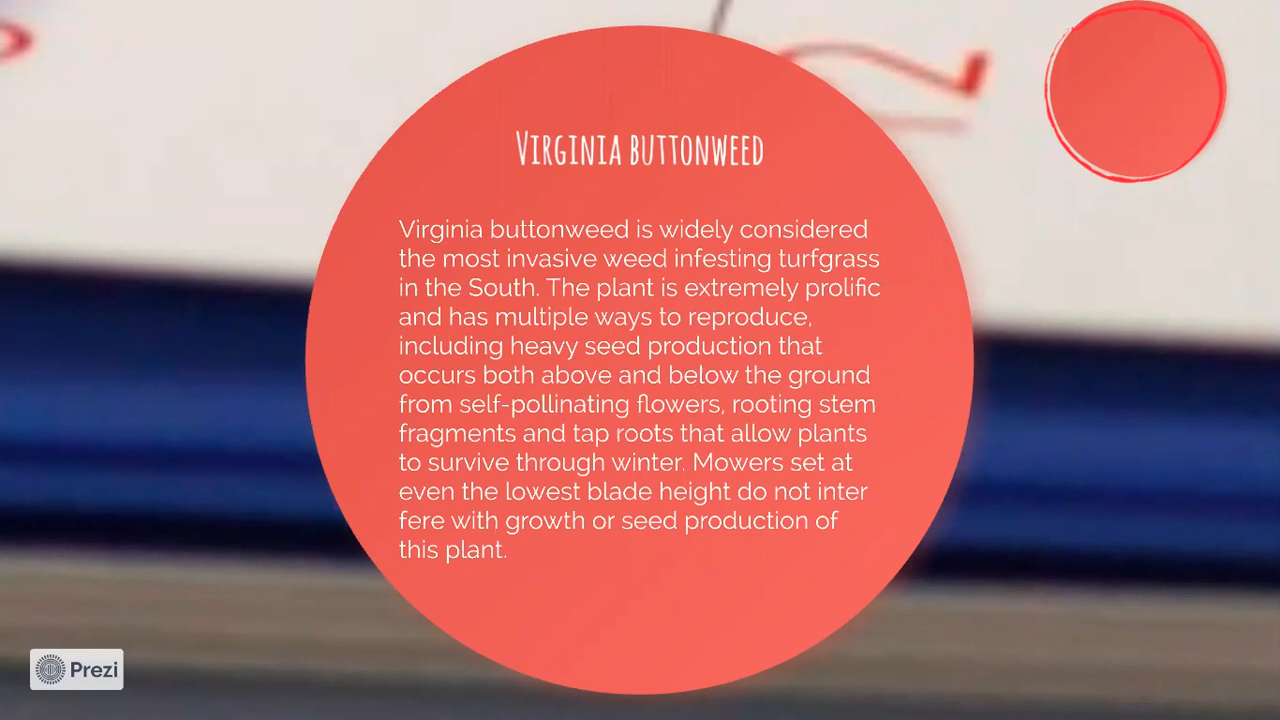 Virginia buttonweed
Virginia buttonweed is widely considered
the most invasive weed infesting turfgrass
in the South. The plant is extremely prolific
and has multiple ways to reproduce,
including heavy seed production that
occurs both above and below the ground
from self-pollinating flowers, rooting stem
fragments and tap roots that allow plants
to survive through winter. Mowers set at
even the lowest blade height do not inter
fere with growth or seed production of
this plant.
Prezi